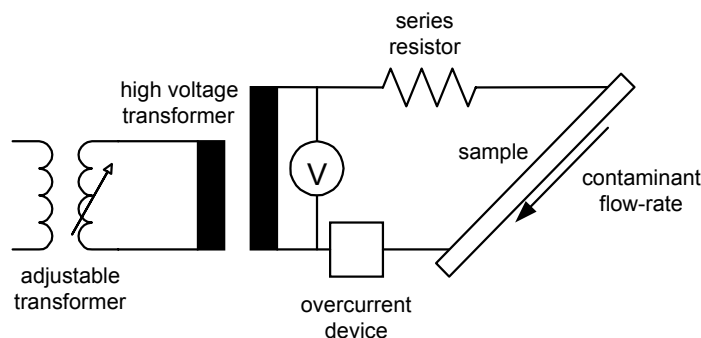 series
resistor
high voltage
transformer
V
sample
contaminant
flow-rate
adjustable
transformer
overcurrent
device